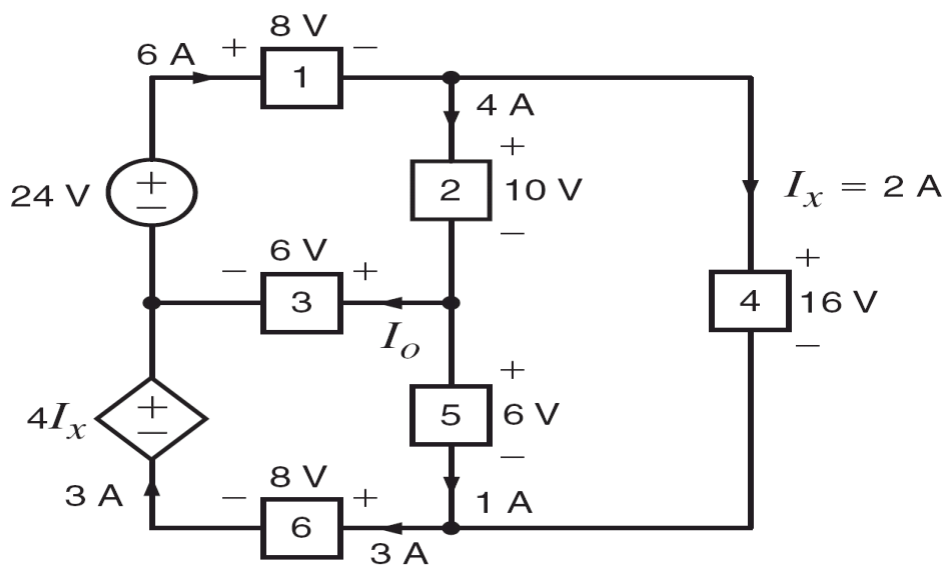 8 V
6 A + − 
1
4 A
+
24 V + −
2 10 V
−
I_x = 2 A
6 V
− + 
3
I_o
+
4 16 V
−
+
4I_x + −
5 6 V
−
8 V
3 A − +
6
1 A
3 A